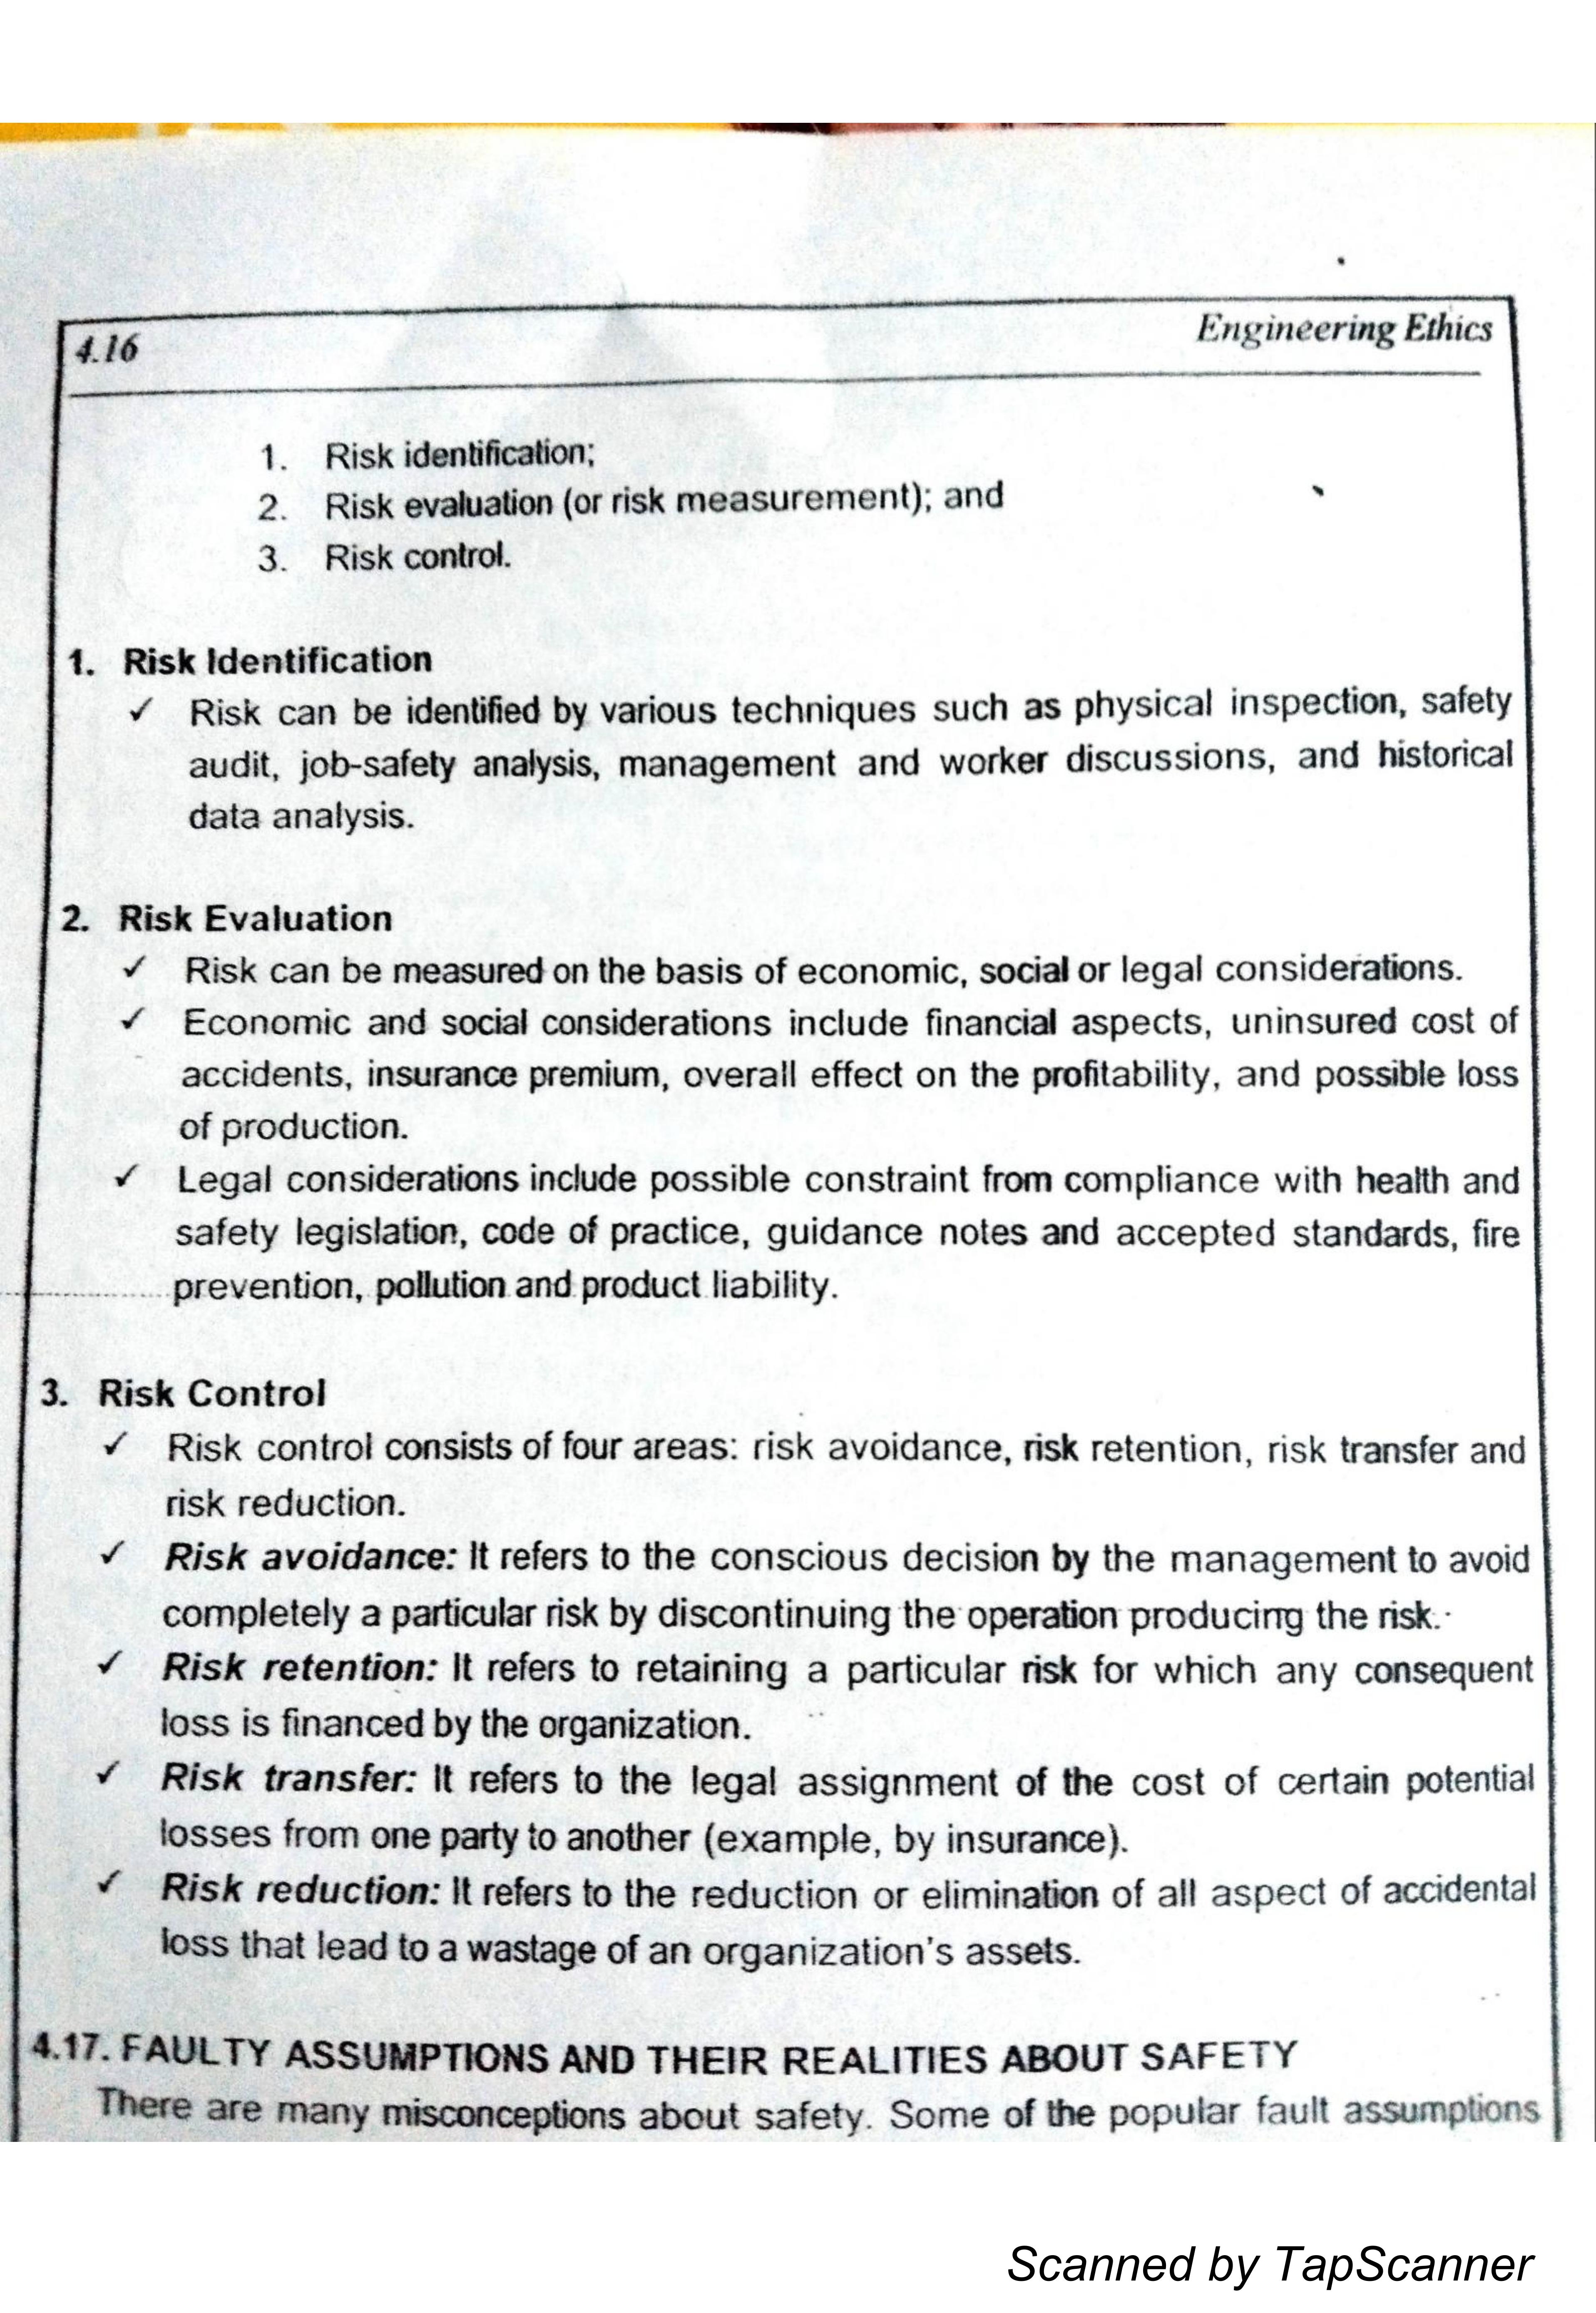 4.16
Engineering Ethics
1. Risk identification;
2. Risk evaluation (or risk measurement); and
3. Risk control.
1. Risk Identification
✓ Risk can be identified by various techniques such as physical inspection, safety
audit, job-safety analysis, management and worker discussions, and historical
data analysis.
2. Risk Evaluation
✓ Risk can be measured on the basis of economic, social or legal considerations.
✓ Economic and social considerations include financial aspects, uninsured cost of
accidents, insurance premium, overall effect on the profitability, and possible loss
of production.
✓ Legal considerations include possible constraint from compliance with health and
safety legislation, code of practice, guidance notes and accepted standards, fire
prevention, pollution and product liability.
3. Risk Control
✓ Risk control consists of four areas: risk avoidance, risk retention, risk transfer and
risk reduction.
✓ Risk avoidance: It refers to the conscious decision by the management to avoid
completely a particular risk by discontinuing the operation producing the risk.
✓ Risk retention: It refers to retaining a particular risk for which any consequent
loss is financed by the organization.
✓ Risk transfer: It refers to the legal assignment of the cost of certain potential
losses from one party to another (example, by insurance).
✓ Risk reduction: It refers to the reduction or elimination of all aspect of accidental
loss that lead to a wastage of an organization's assets.
4.17. FAULTY ASSUMPTIONS AND THEIR REALITIES ABOUT SAFETY
There are many misconceptions about safety. Some of the popular fault assumptions
Scanned by TapScanner